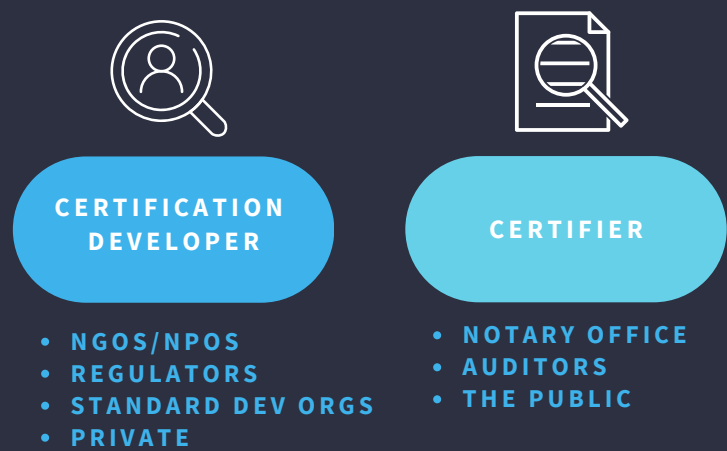 CERTIFICATION
DEVELOPER
• NGOS/NPOS
• REGULATORS
• STANDARD DEV ORGS
• PRIVATE
CERTIFIER
• NOTARY OFFICE
• AUDITORS
• THE PUBLIC